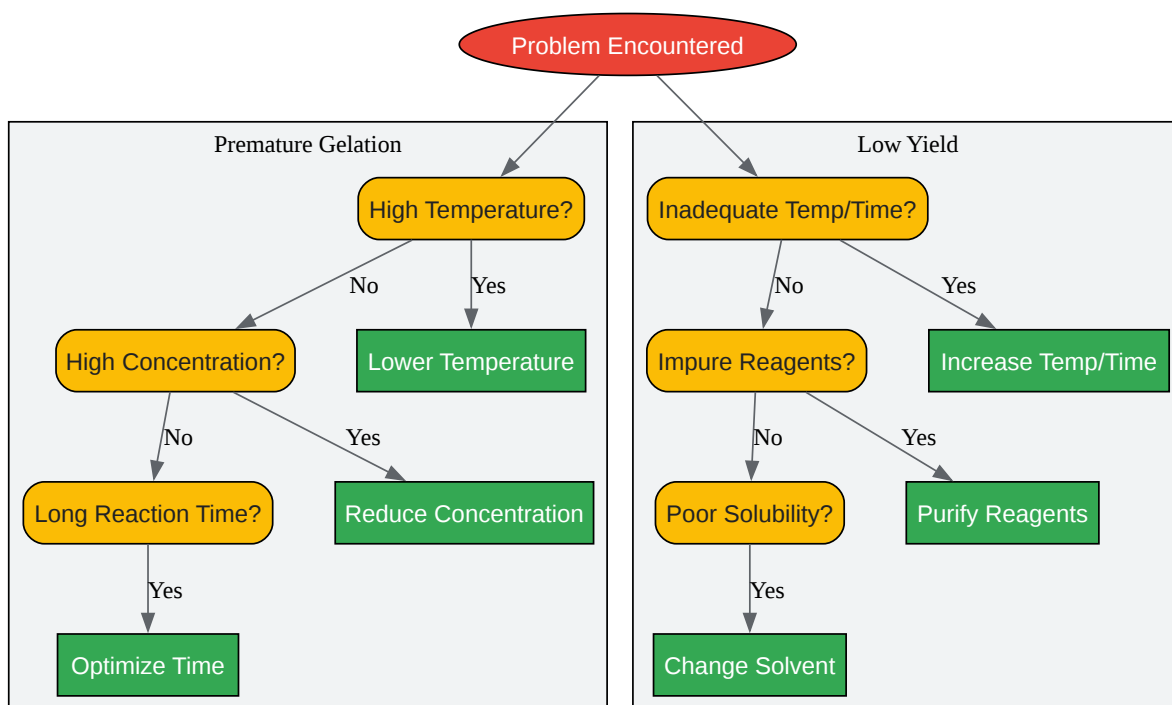 Problem Encountered
Premature Gelation
High Temperature?
No
Yes
High Concentration?
Lower Temperature
No
Yes
Long Reaction Time?
Reduce Concentration
Yes
Optimize Time
Low Yield
Inadequate Temp/Time?
No
Yes
Impure Reagents?
Increase Temp/Time
No
Yes
Poor Solubility?
Purify Reagents
Yes
Change Solvent